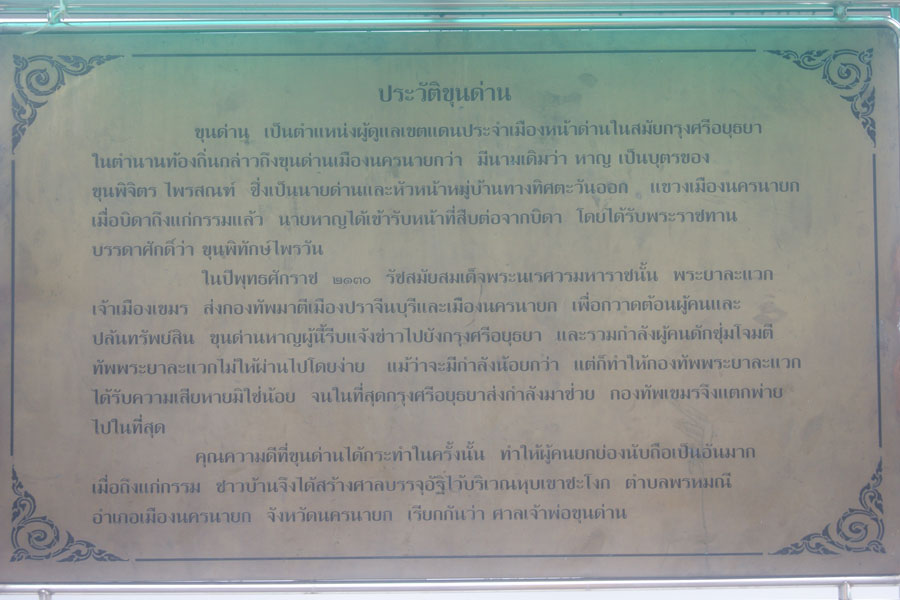 ประวัติขุนด่าน
ขุนด่าน เป็นตำแหน่งผู้ดูแลเขตแดนประจำเมืองหน้าด่านในสมัยกรุงศรีอยุธยา
ในตำนานท้องถิ่นกล่าวถึงขุนด่านเมืองนครนายกว่า มีนามเดิมว่า หาญ เป็นบุตรของ
ขุนพิจิตร ไพรสณฑ์ ซึ่งเป็นนายด่านและหัวหน้าหมู่บ้านทางทิศตะวันออก แขวงเมืองนครนายก
เมื่อบิดาถึงแก่กรรมแล้ว นายหาญได้เข้ารับหน้าที่สืบต่อจากบิดา โดยได้รับพระราชทาน
บรรดาศักดิ์ว่า ขุนพิทักษ์ไพรวัน
ในปีพุทธศักราช ๒๑๓๐ รัชสมัยสมเด็จพระนเรศวรมหาราชนั้น พระยาละแวก
เจ้าเมืองเขมร ส่งกองทัพมาตีเมืองปราจีนบุรีและเมืองนครนายก เพื่อกวาดต้อนผู้คนและ
ปล้นทรัพย์สิน ขุนด่านหาญผู้นี้รีบแจ้งข่าวไปยังกรุงศรีอยุธยา และรวมกำลังผู้คนดักซุ่มโจมตี
ทัพพระยาละแวกไม่ให้ผ่านไปโดยง่าย แม้ว่าจะมีกำลังน้อยกว่า แต่ก็ทำให้กองทัพพระยาละแวก
ได้รับความเสียหายมิใช่น้อย จนในที่สุดกรุงศรีอยุธยาส่งกำลังมาช่วย กองทัพเขมรจึงแตกพ่าย
ไปในที่สุด
คุณความดีที่ขุนด่านได้กระทำในครั้งนั้น ทำให้ผู้คนยกย่องนับถือเป็นอันมาก
เมื่อถึงแก่กรรม ชาวบ้านจึงได้สร้างศาลบรรจุอัฐิไว้บริเวณหุบเขาชะโงก ตำบลพรหมณี
อำเภอเมืองนครนายก จังหวัดนครนายก เรียกกันว่า ศาลเจ้าพ่อขุนด่าน